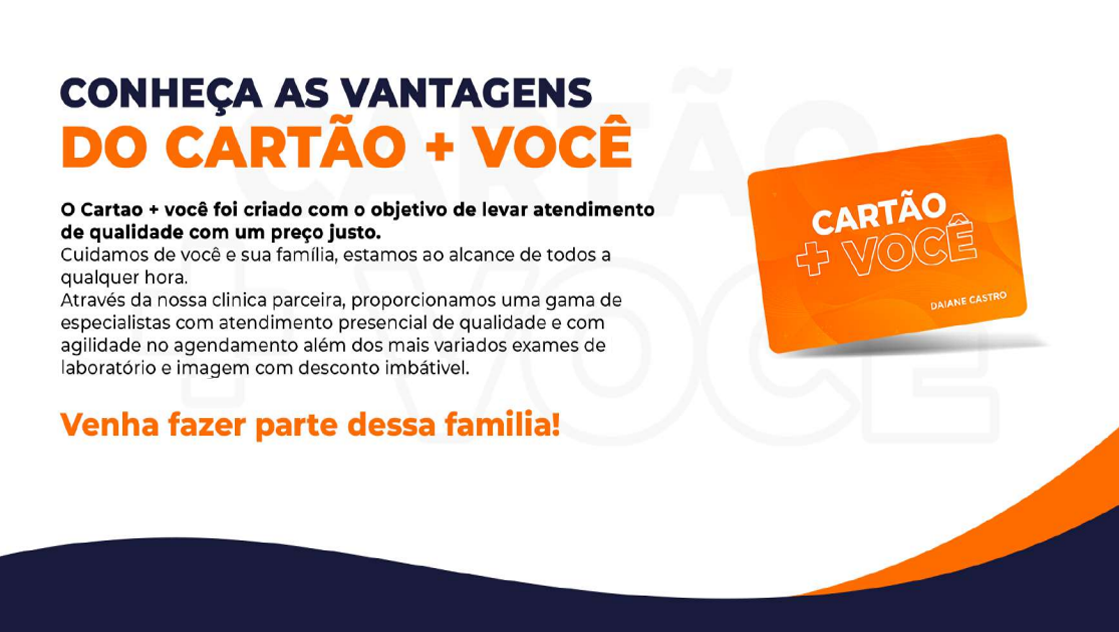 CONHEÇA AS VANTAGENS
DO CARTÃO + VOCÊ
O Cartao + você foi criado com o objetivo de levar atendimento
de qualidade com um preço justo.
Cuidamos de você e sua família, estamos ao alcance de todos a
qualquer hora.
Através da nossa clinica parceira, proporcionamos uma gama de
especialistas com atendimento presencial de qualidade e com
agilidade no agendamento além dos mais variados exames de
laboratório e imagem com desconto imbátivel.
Venha fazer parte dessa familia!
CARTÃO
+ VOCÊ
DAIANE CASTRO
CARTÃO
+ VOCÊ